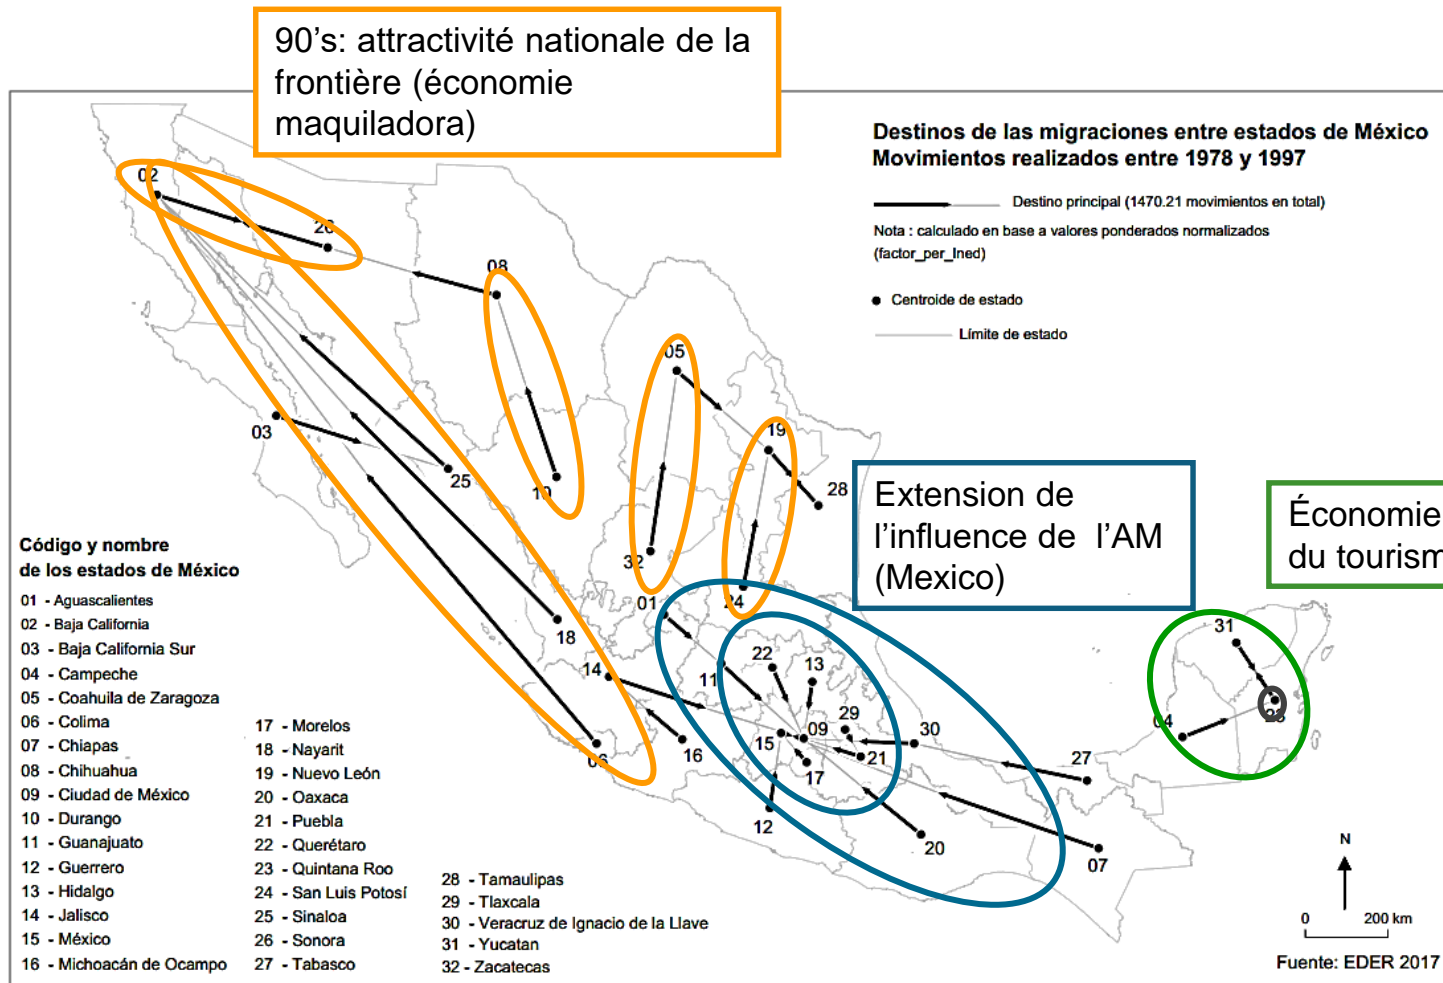 90's: attractivité nationale de la
frontière (économie
maquiladora)
Destinos de las migraciones entre estados de México
Movimientos realizados entre 1978 y 1997
Destino principal (1470.21 movimientos en total)
Nota : calculado en base a valores ponderados normalizados
(factor_per_Ined)
Centroide de estado
Límite de estado
02
26
08
05
19
03
25
10
28
32
24
Extension de
l'influence de l'AM
(Mexico)
Économie
du tourism
01
18
14
11
22
13
31
29
30
15
09
04
23
06
16
17
21
27
12
20
07
Código y nombre
de los estados de México
01 - Aguascalientes
02 - Baja California
03 - Baja California Sur
04 - Campeche
05 - Coahuila de Zaragoza
06 - Colima
07 - Chiapas
08 - Chihuahua
09 - Ciudad de México
10 - Durango
11 - Guanajuato
12 - Guerrero
13 - Hidalgo
14 - Jalisco
15 - México
16 - Michoacán de Ocampo
17 - Morelos
18 - Nayarit
19 - Nuevo León
20 - Oaxaca
21 - Puebla
22 - Querétaro
23 - Quintana Roo
24 - San Luis Potosí
25 - Sinaloa
26 - Sonora
27 - Tabasco
28 - Tamaulipas
29 - Tlaxcala
30 - Veracruz de Ignacio de la Llave
31 - Yucatan
32 - Zacatecas
N
0 200 km
Fuente: EDER 2017